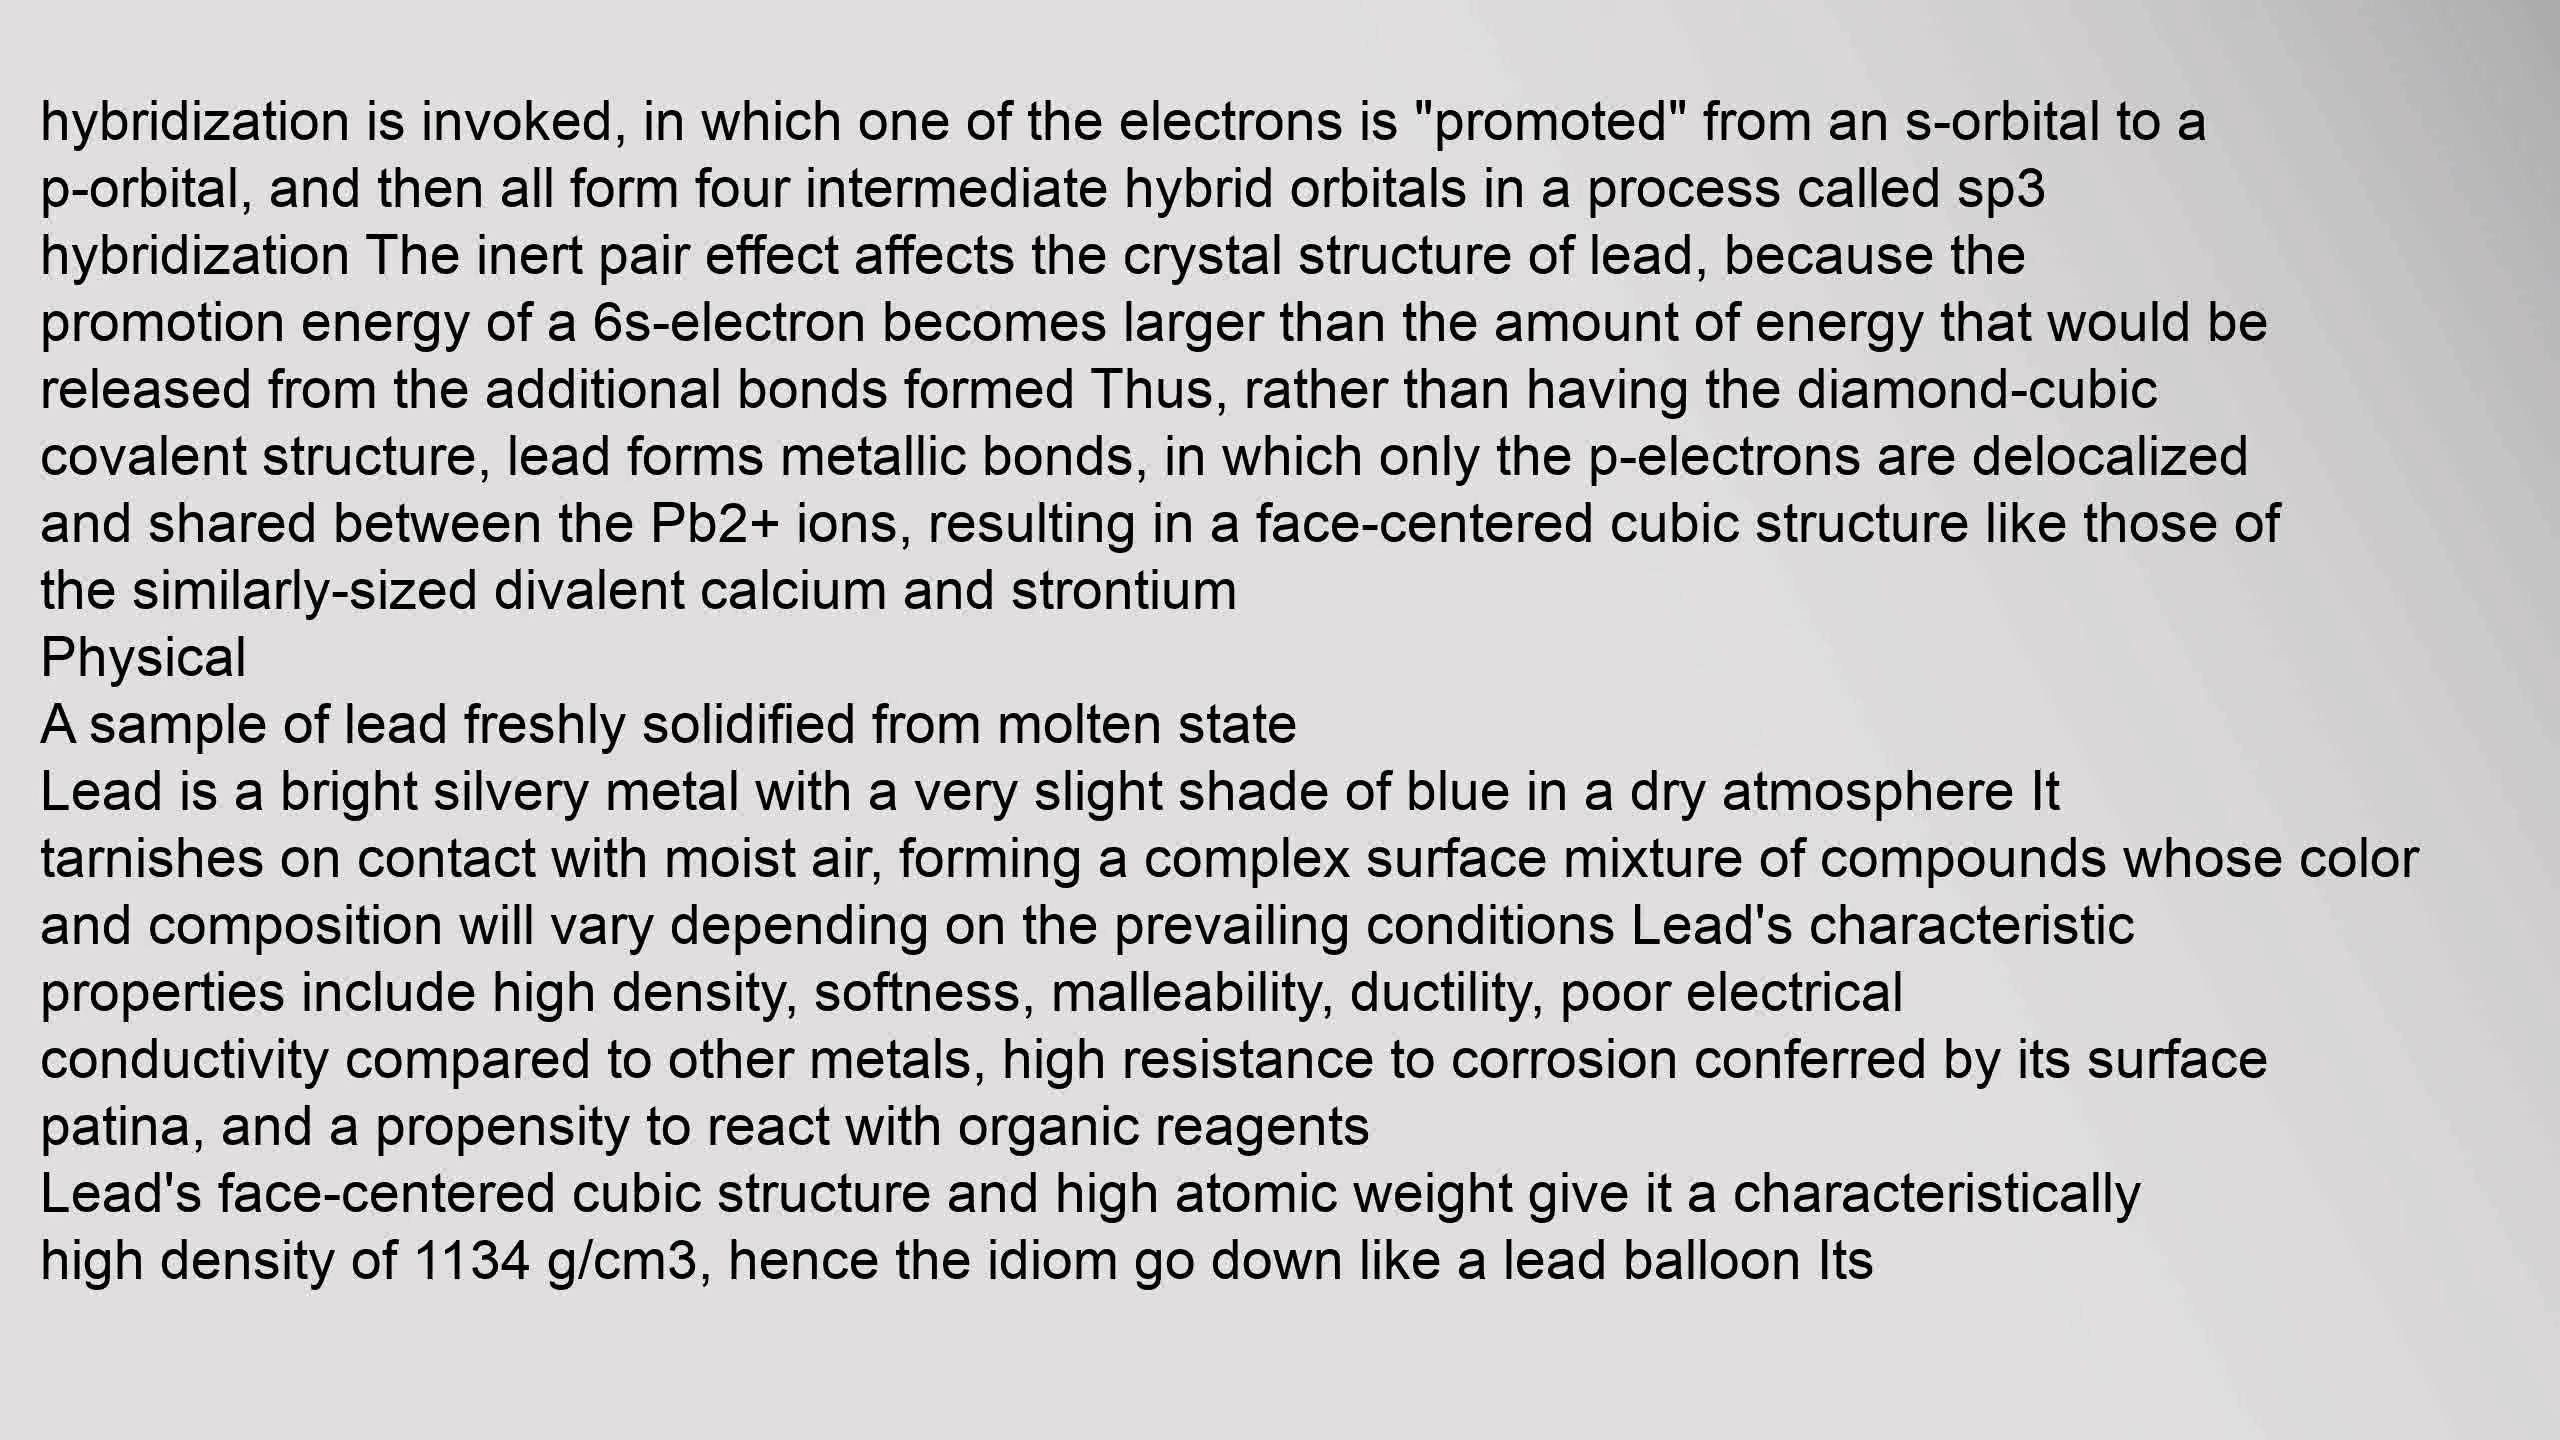 hybridization is invoked, in which one of the electrons is "promoted" from an s-orbital to a
p-orbital, and then all form four intermediate hybrid orbitals in a process called sp3
hybridization The inert pair effect affects the crystal structure of lead, because the
promotion energy of a 6s-electron becomes larger than the amount of energy that would be
released from the additional bonds formed Thus, rather than having the diamond-cubic
covalent structure, lead forms metallic bonds, in which only the p-electrons are delocalized
and shared between the Pb2+ ions, resulting in a face-centered cubic structure like those of
the similarly-sized divalent calcium and strontium
Physical
A sample of lead freshly solidified from molten state
Lead is a bright silvery metal with a very slight shade of blue in a dry atmosphere It
tarnishes on contact with moist air, forming a complex surface mixture of compounds whose color
and composition will vary depending on the prevailing conditions Lead's characteristic
properties include high density, softness, malleability, ductility, poor electrical
conductivity compared to other metals, high resistance to corrosion conferred by its surface
patina, and a propensity to react with organic reagents
Lead's face-centered cubic structure and high atomic weight give it a characteristically
high density of 1134 g/cm3, hence the idiom go down like a lead balloon Its